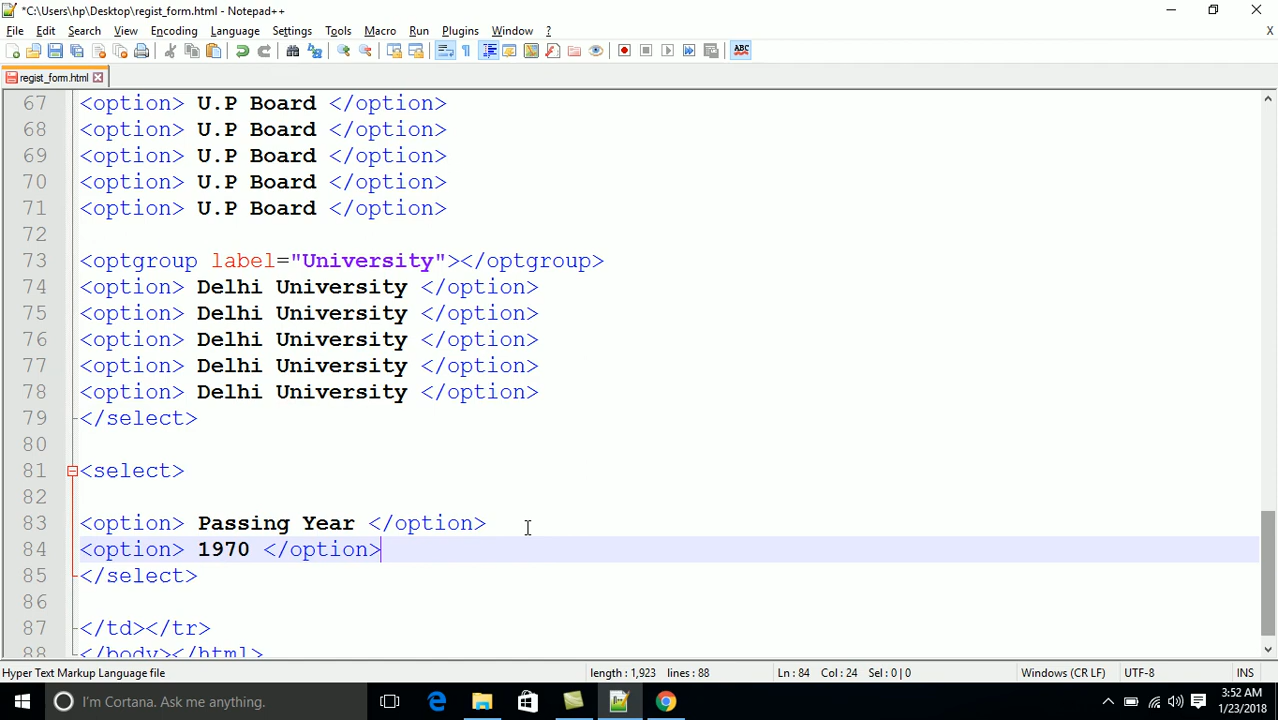 *C:\Users\hp\Desktop\regist_form.html - Notepad++
File Edit Search View Encoding Language Settings Tools Macro Run Plugins Window ?
X
ABC
regist_form.html
67 <option> U.P Board </option>
68 <option> U.P Board </option>
69 <option> U.P Board </option>
70 <option> U.P Board </option>
71 <option> U.P Board </option>
72
73 <optgroup label="University"></optgroup>
74 <option> Delhi University </option>
75 <option> Delhi University </option>
76 <option> Delhi University </option>
77 <option> Delhi University </option>
78 <option> Delhi University </option>
79 </select>
80
81 <select>
82
83 <option> Passing Year </option>
84 <option> 1970 </option>
85 </select>
86
87 </td></tr>
88 </body></html>
Hyper Text Markup Language file length : 1,923 lines : 88 Ln : 84 Col : 24 Sel : 0 | 0 Windows (CR LF) UTF-8 INS
I'm Cortana. Ask me anything. 3:52 AM
1/23/2018